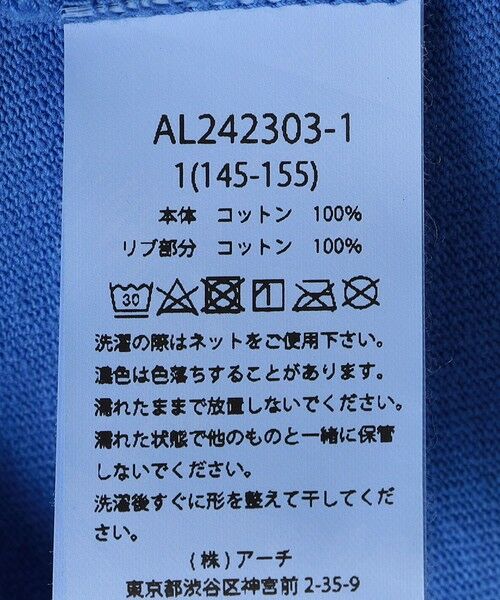 AL242303-1
1(145-155)
本体 コットン 100%
リブ部分 コットン 100%
30
洗濯の際はネットをご使用下さい。
濃色は色落ちすることがあります。
濡れたままで放置しないでください。
濡れた状態で他のものと一緒に保管
しないでください。
洗濯後すぐに形を整えて干してくだ
さい。
(株)アーチ
東京都渋谷区神宮前 2-35-9